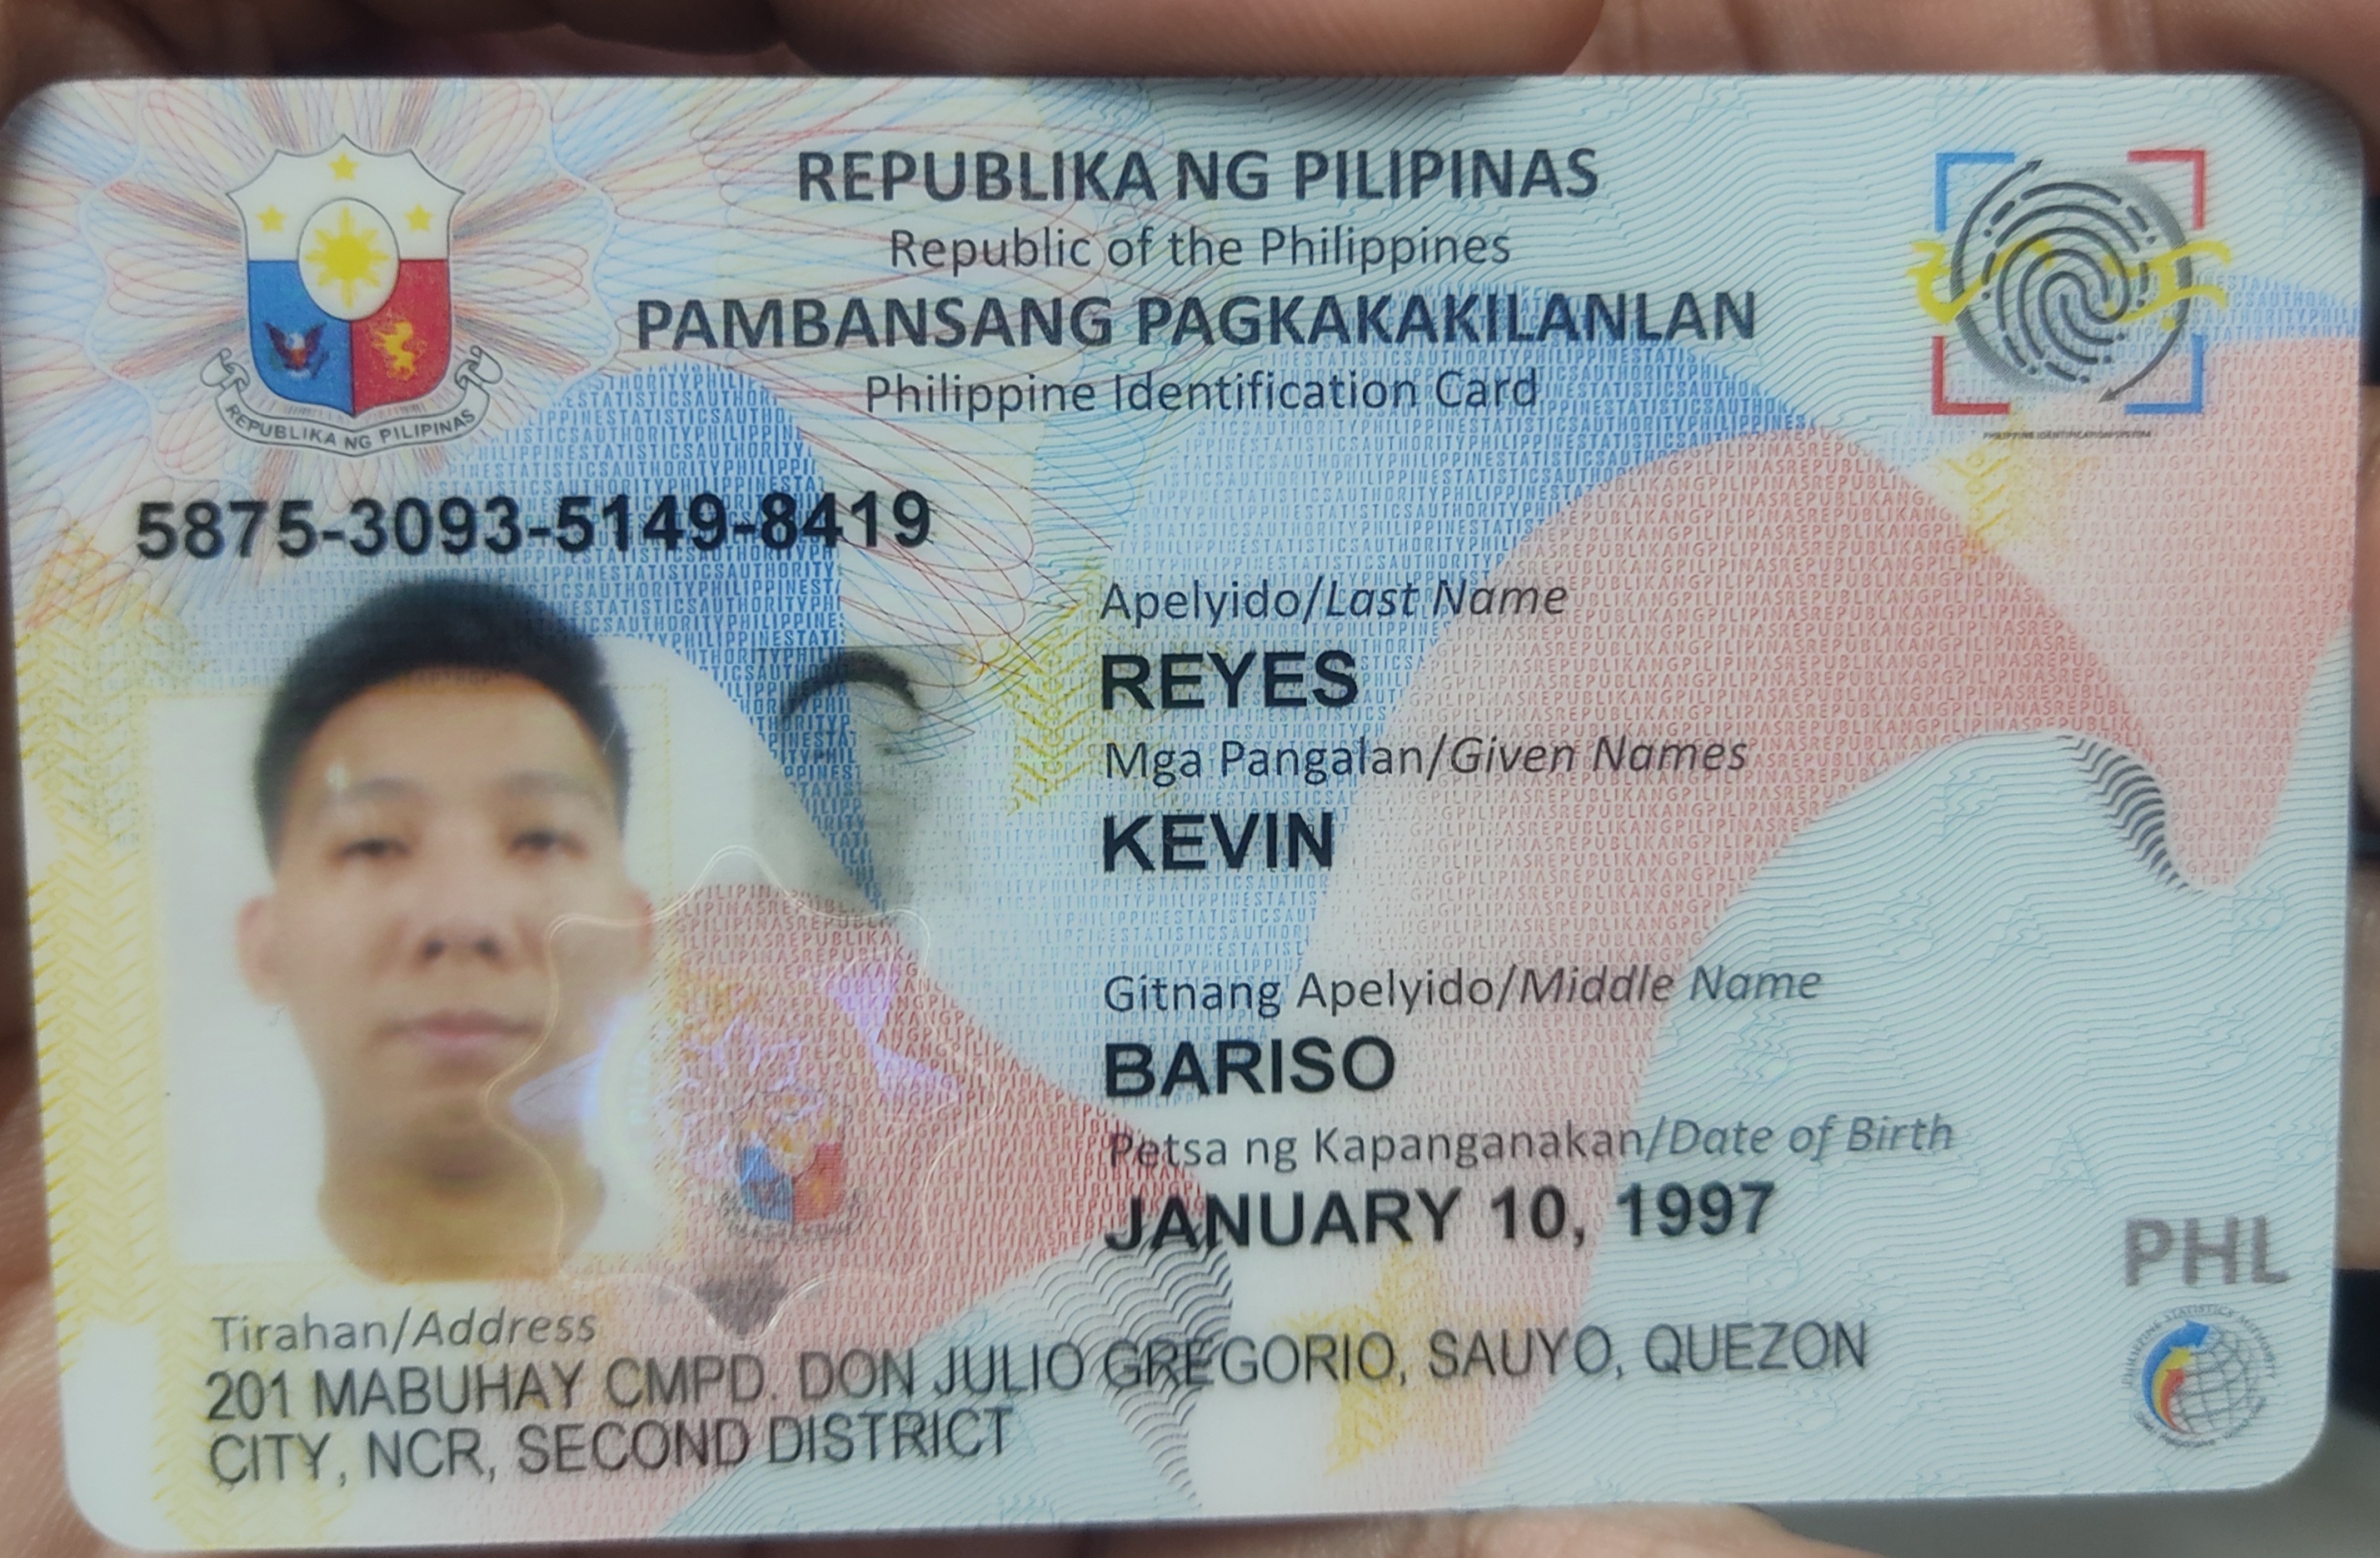 REPUBLIKA NG PILIPINAS
Republic of the Philippines
PAMBANSANG PAGKAKAKILANLAN
Philippine Identification Card
REPUBLIKA NG PILIPINAS
5875-3093-5149-8419
Apelyido/Last Name
REYES
Mga Pangalan/Given Names
KEVIN
Gitnang Apelyido/Middle Name
BARISO
Petsa ng Kapanganakan/Date of Birth
JANUARY 10, 1997
PHL
Tirahan/Address
201 MABUHAY CMPD. DON JULIO GREGORIO, SAUYO, QUEZON
CITY, NCR, SECOND DISTRICT